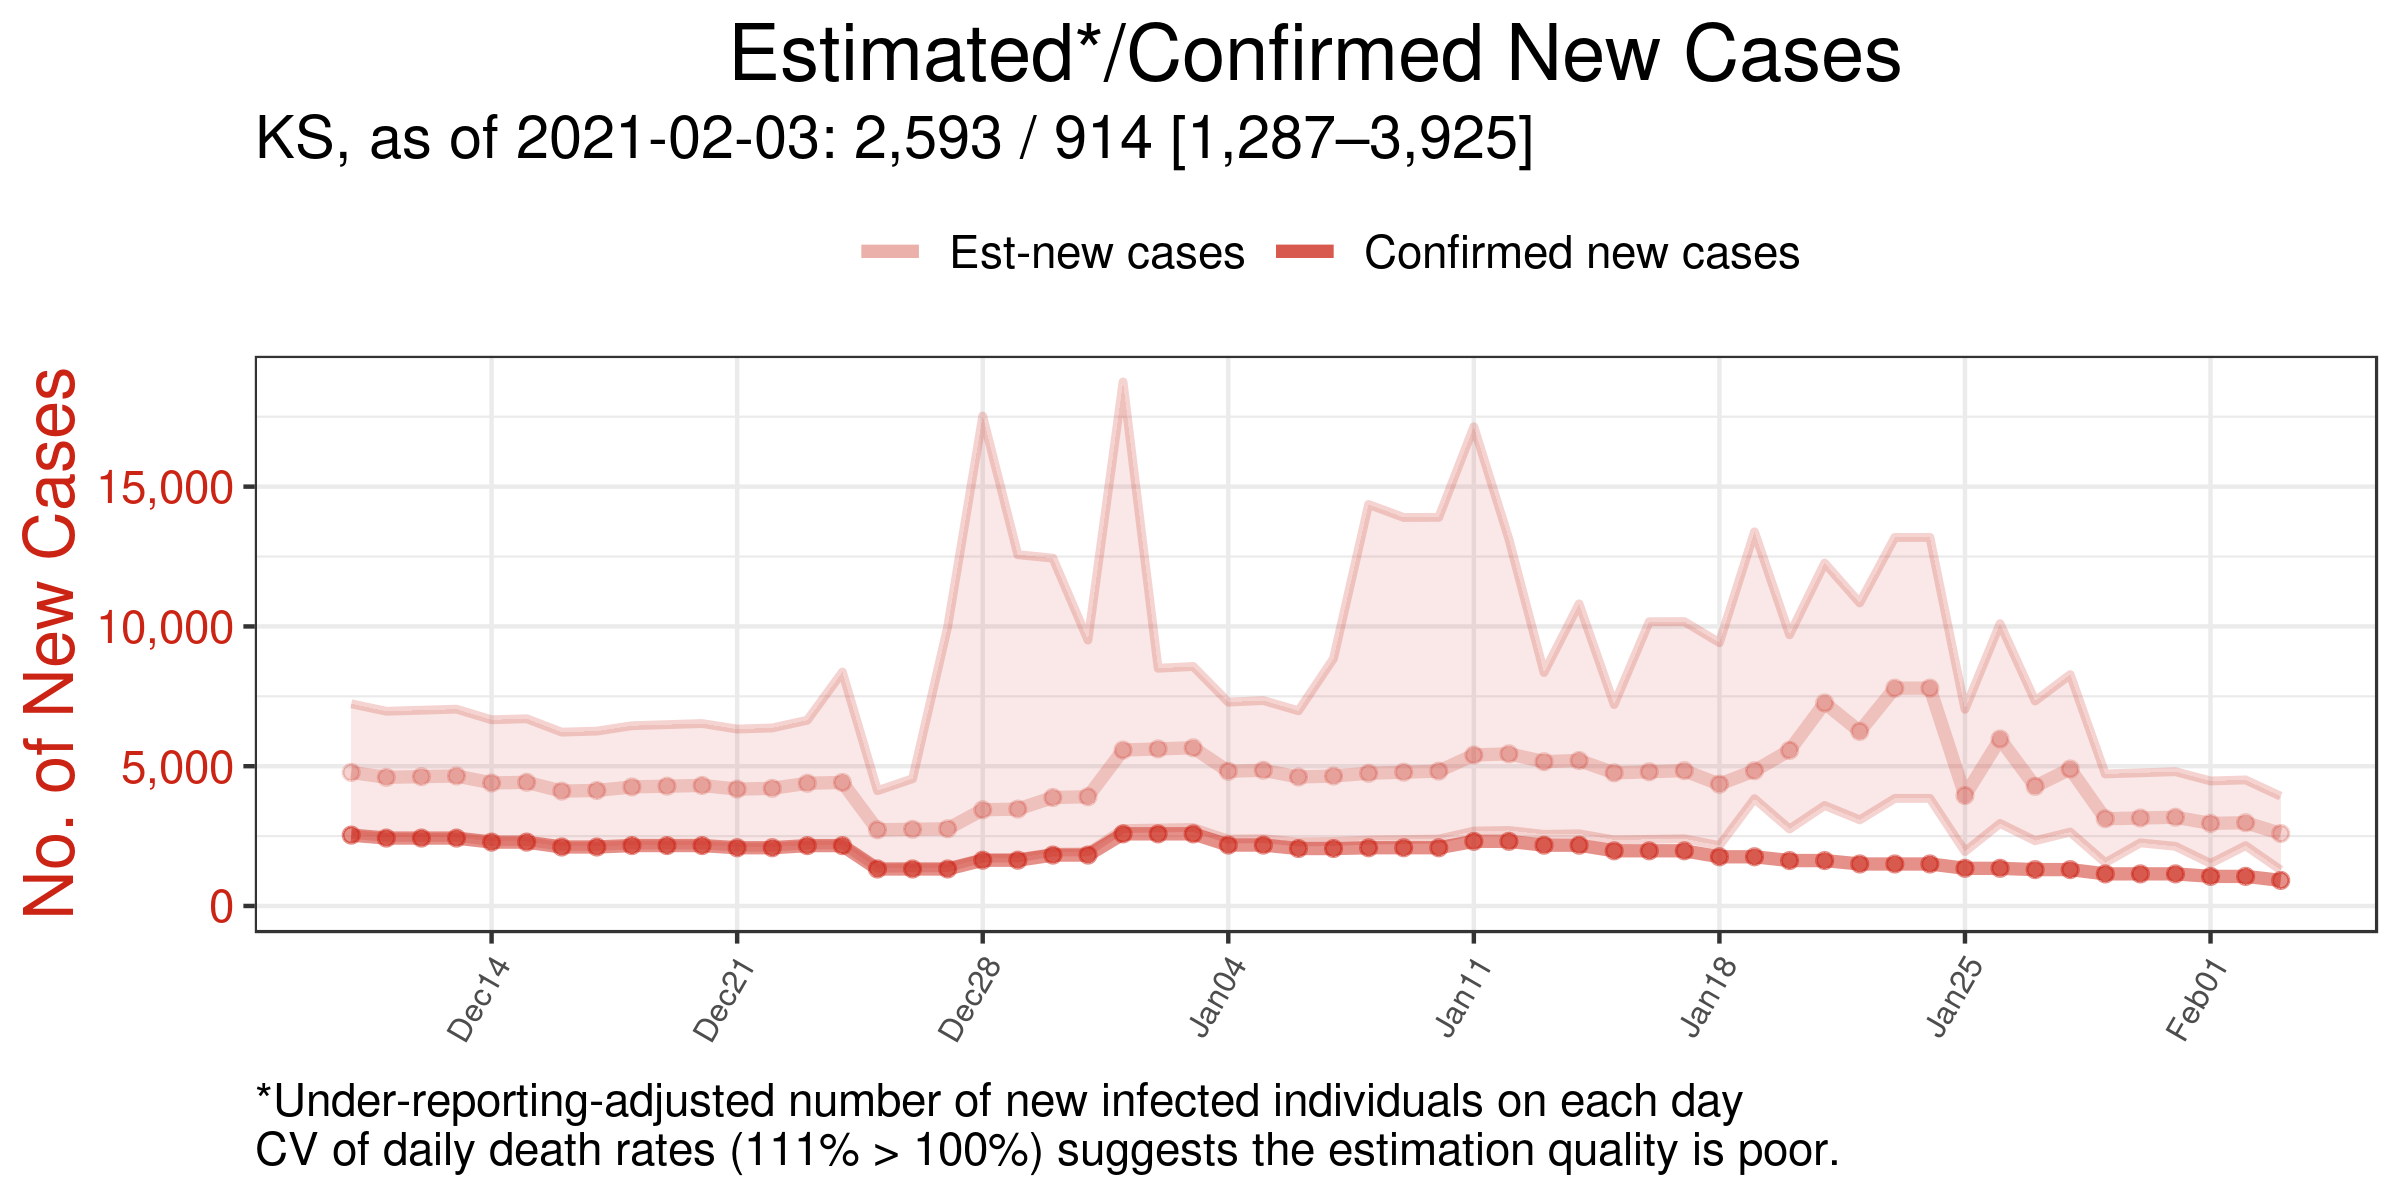 Estimated*/Confirmed New Cases
KS, as of 2021-02-03: 2,593 / 914 [1,287–3,925]
Est-new cases
Confirmed new cases
No. of New Cases
15,000
10,000
5,000
0
Dec14
Dec21
Dec28
Jan04
Jan11
Jan18
Jan25
Feb01
*Under-reporting-adjusted number of new infected individuals on each day
CV of daily death rates (111% > 100%) suggests the estimation quality is poor.